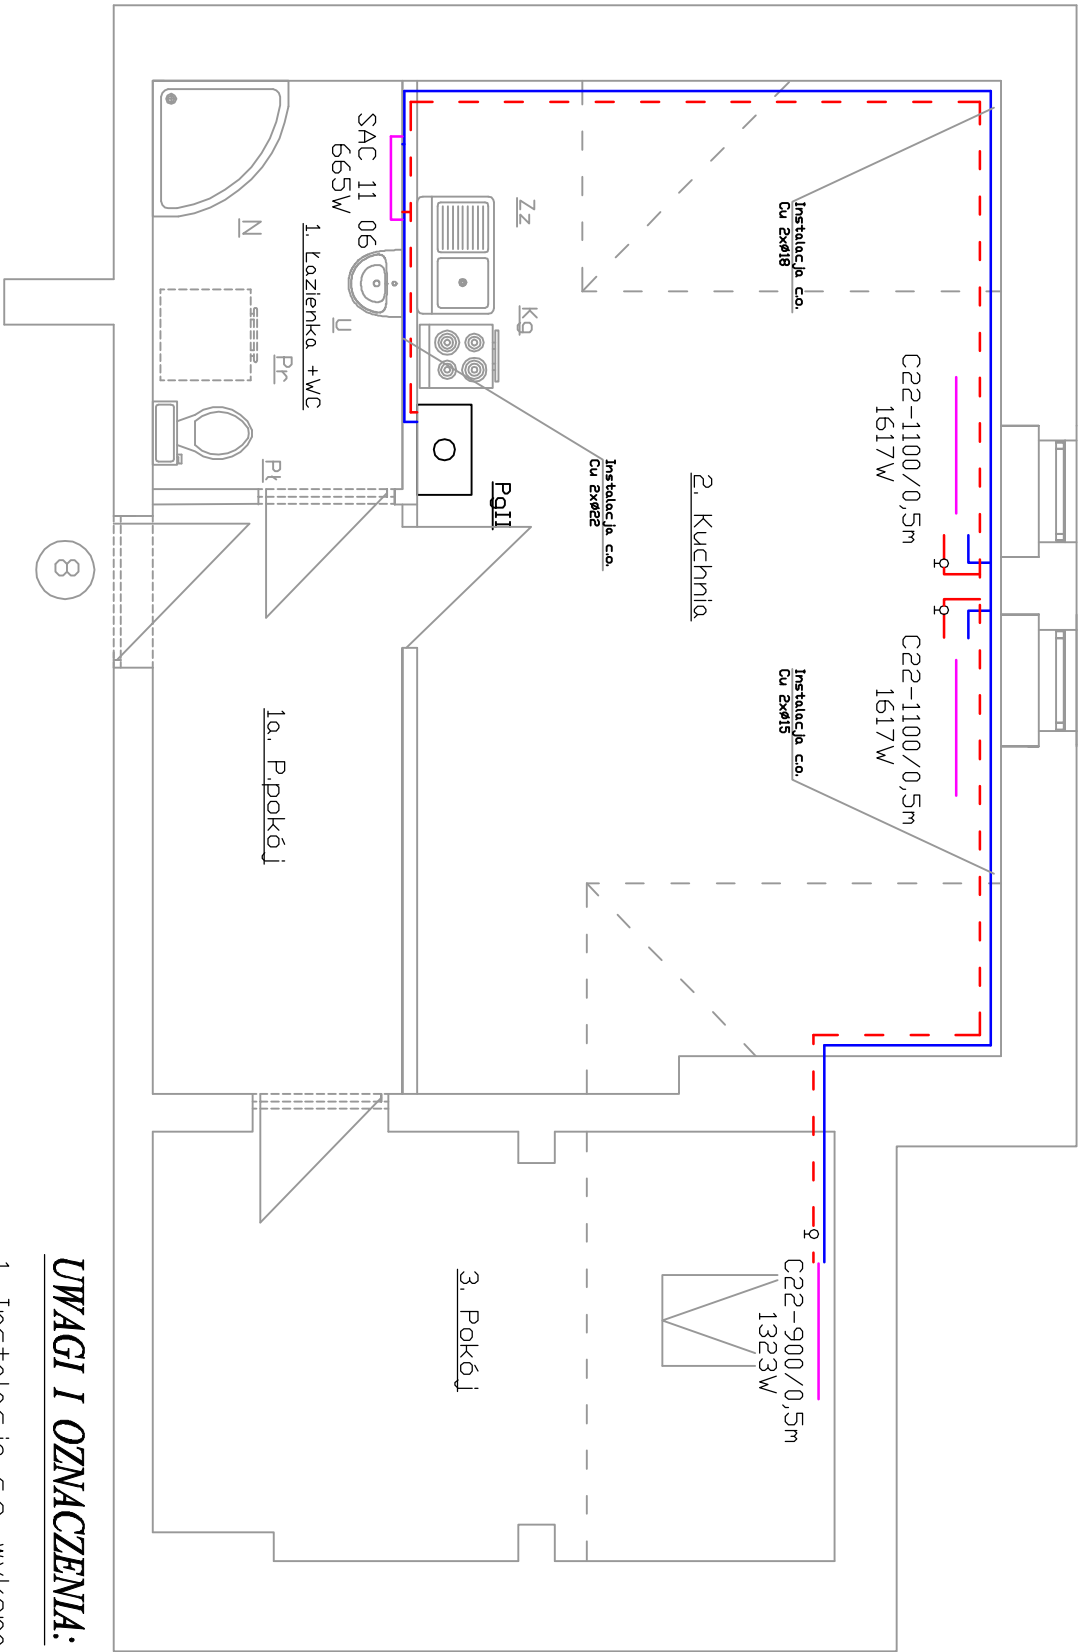 Instalacja c.o.
Cu 2xø18
C22-1100/0,5m
1617W
C22-1100/0,5m
1617W
Instalacja c.o.
Cu 2xø15
C22-900/0,5m
1323W
2. Kuchnia
Instalacja c.o.
Cu 2xø22
Zz
Kg
PgII
3. Pokój
SAC 11 06
665W
U
1. Łazienka +WC
N
Pr
Pt
1a. P.pokój
8
UWAGI I OZNACZENIA: